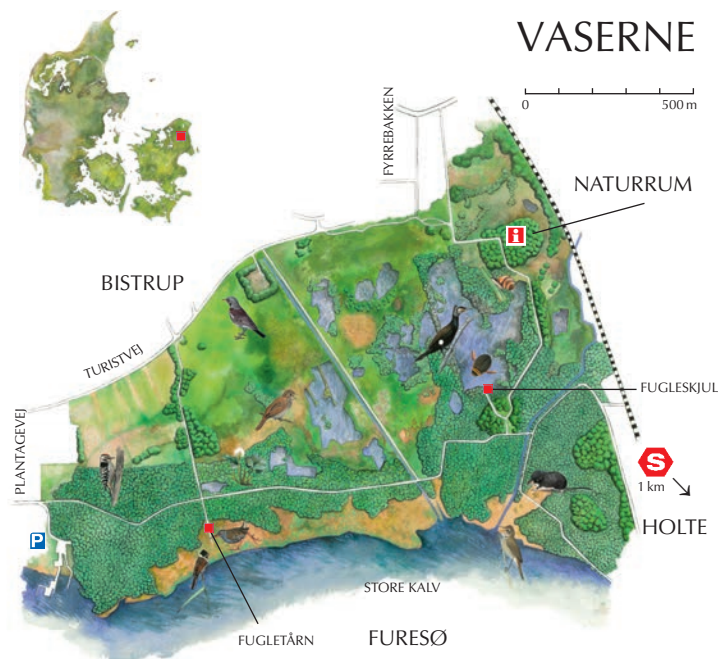 VASERNE
0 500 m
FYRREBAKKEN
NATURRUM
i
BISTRUP
TURISTVEJ
FUGLESKJUL
PLANTAGEVEJ
S
1 km
P
HOLTE
STORE KALV
FUGLETÅRN
FURESØ